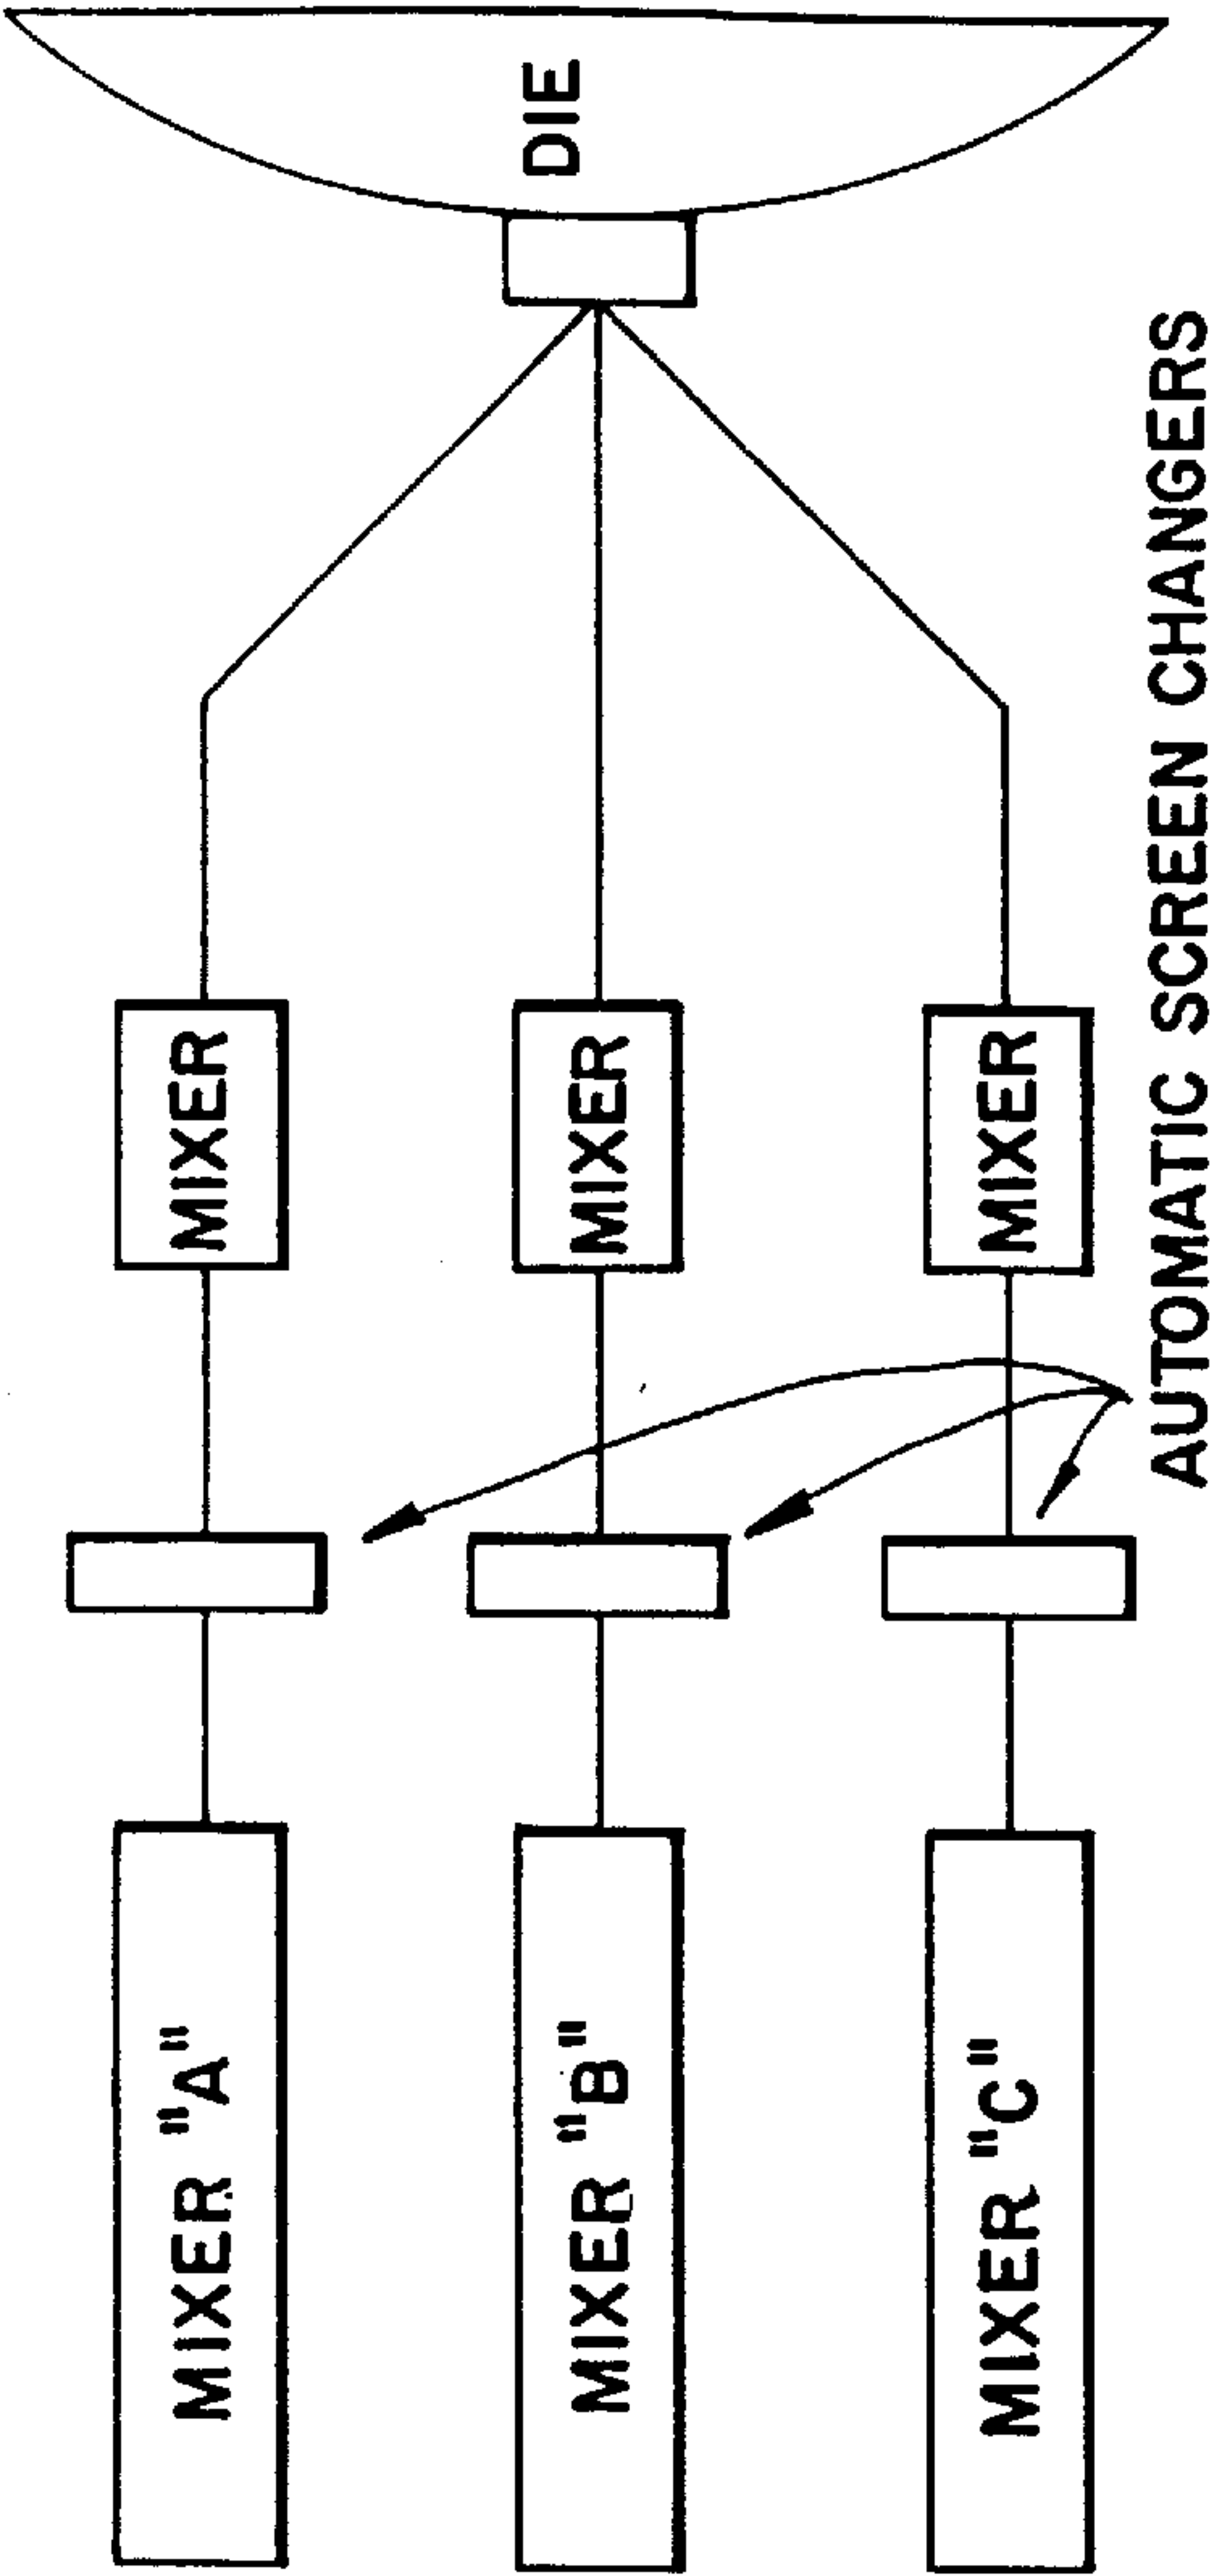 MIXER "A"
MIXER
MIXER "B"
MIXER
DIE
MIXER "C"
MIXER
AUTOMATIC SCREEN CHANGERS